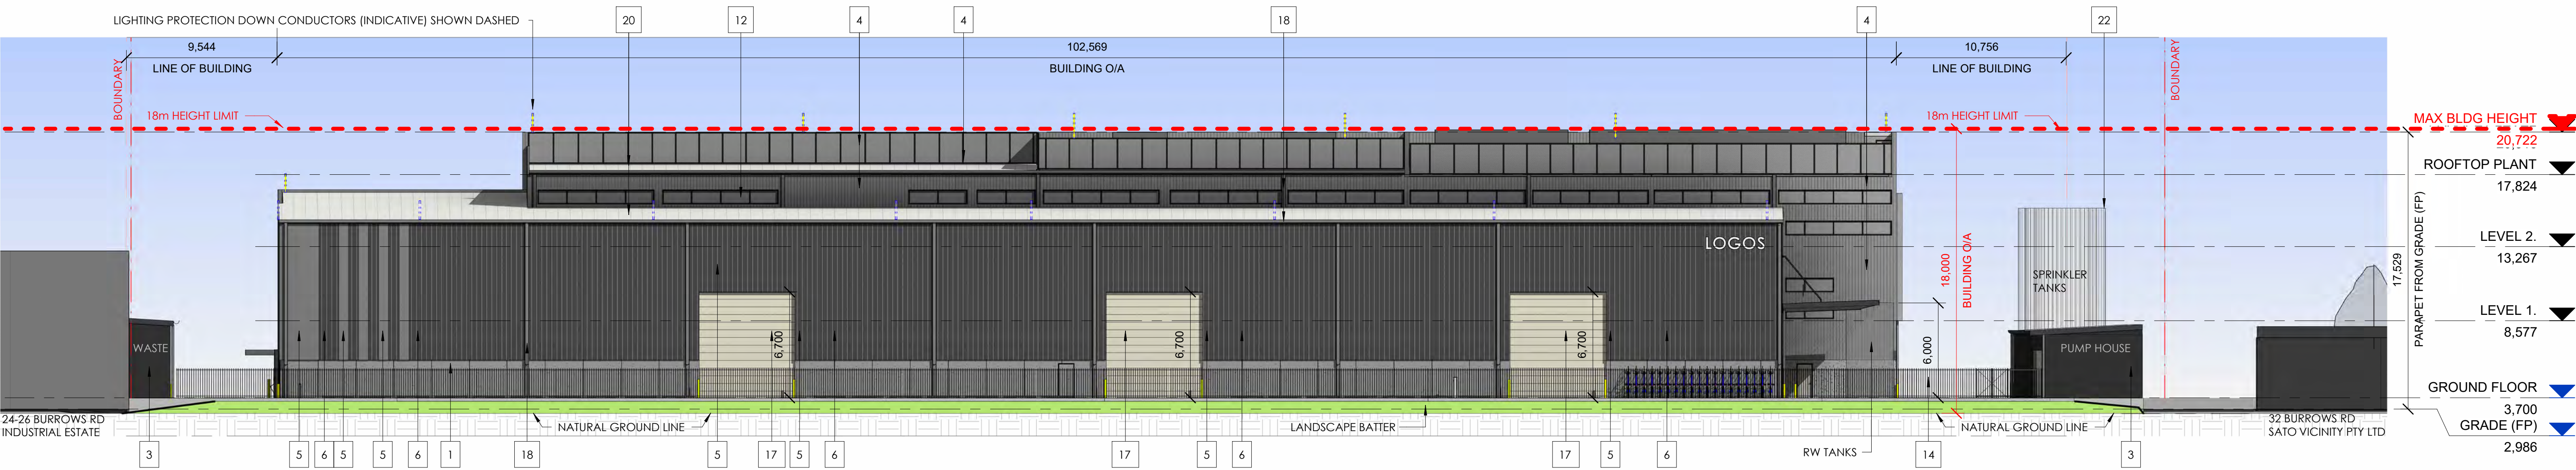 LIGHTING PROTECTION DOWN CONDUCTORS (INDICATIVE) SHOWN DASHED
20
12
4
4
18
4
22
9,544
102,569
10,756
LINE OF BUILDING
BUILDING O/A
LINE OF BUILDING
BOUNDARY
BOUNDARY
18m HEIGHT LIMIT
18m HEIGHT LIMIT
MAX BLDG HEIGHT
20,722
ROOFTOP PLANT
17,824
LEVEL 2.
13,267
LEVEL 1.
8,577
GROUND FLOOR
3,700
GRADE (FP)
2,986
17,529
PARAPET FROM GRADE (FP)
18,000
BUILDING O/A
LOGOS
SPRINKLER
TANKS
WASTE
PUMP HOUSE
6,700
6,700
6,700
6,000
24-26 BURROWS RD
INDUSTRIAL ESTATE
NATURAL GROUND LINE
LANDSCAPE BATTER
NATURAL GROUND LINE
32 BURROWS RD
SATO VICINITY PTY LTD
RW TANKS
3
5
6
5
5
6
1
18
5
17
5
6
17
5
6
17
5
6
14
3